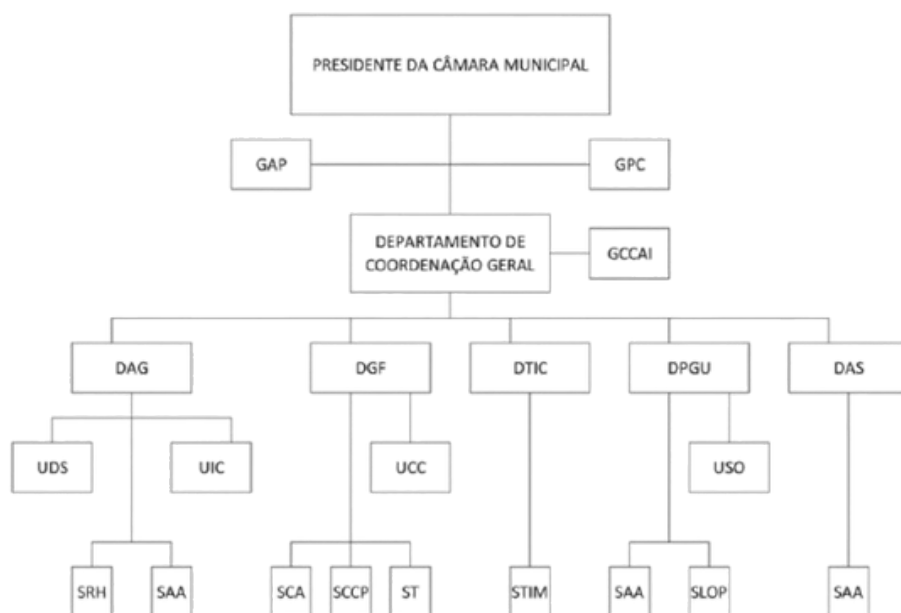 PRESIDENTE DA CÂMARA MUNICIPAL
GAP
GPC
DEPARTAMENTO DE
COORDENAÇÃO GERAL
GCCAI
DAG
DGF
DTIC
DPGU
DAS
UDS
UIC
UCC
USO
SRH
SAA
SCA
SCCP
ST
STIM
SAA
SLOP
SAA